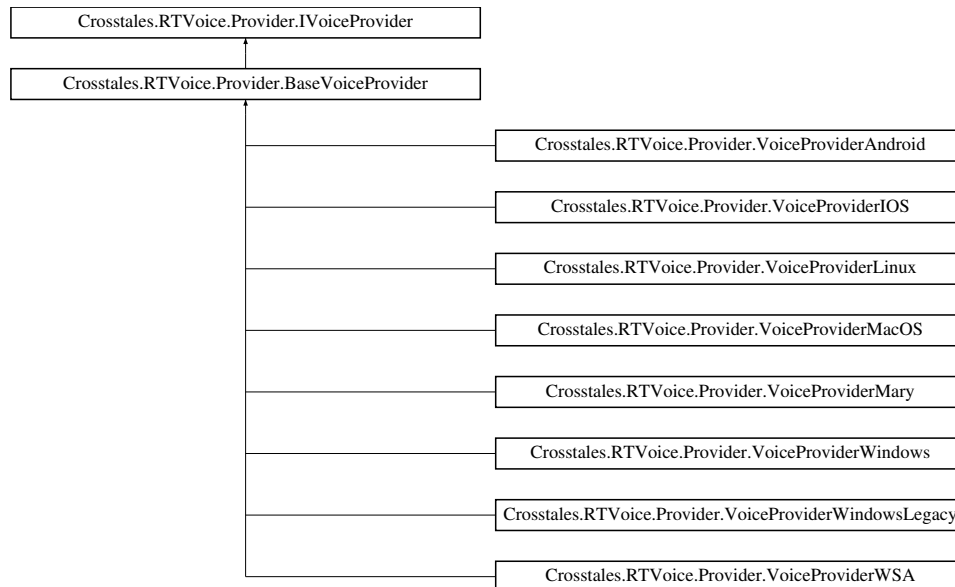 Crosstales.RTVoice.Provider.IVoiceProvider
Crosstales.RTVoice.Provider.BaseVoiceProvider
Crosstales.RTVoice.Provider.VoiceProviderAndroid
Crosstales.RTVoice.Provider.VoiceProviderIOS
Crosstales.RTVoice.Provider.VoiceProviderLinux
Crosstales.RTVoice.Provider.VoiceProviderMacOS
Crosstales.RTVoice.Provider.VoiceProviderMary
Crosstales.RTVoice.Provider.VoiceProviderWindows
Crosstales.RTVoice.Provider.VoiceProviderWindowsLegacy
Crosstales.RTVoice.Provider.VoiceProviderWSA